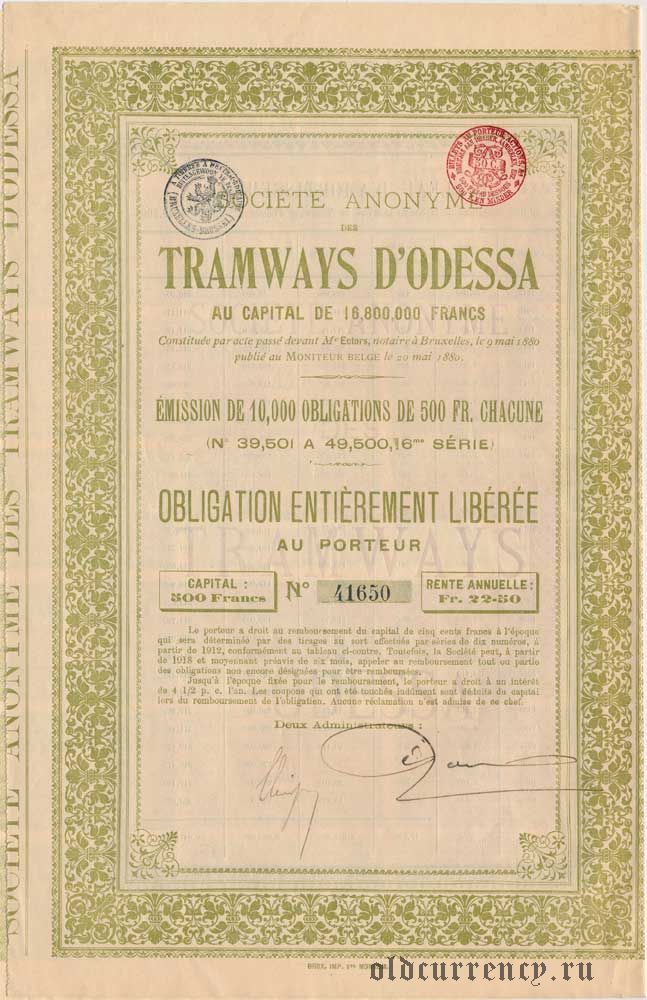 SOCIÉTÉ ANONYME
DES
TRAMWAYS D'ODESSA
AU CAPITAL DE 16,800,000 FRANCS
Constituée par acte passé devant Me Ectors, notaire à Bruxelles, le 9 mai 1880
publié au MONITEUR BELGE le 20 mai 1880.
ÉMISSION DE 10,000 OBLIGATIONS DE 500 FR. CHACUNE
(Nos 39,501 A 49,500, 6me SÉRIE)
OBLIGATION ENTIÈREMENT LIBÉRÉE
AU PORTEUR
CAPITAL :
500 Francs
No 41650
RENTE ANNUELLE :
Fr. 22-50
Le porteur a droit au remboursement du capital de cinq cents francs à l'époque
qui sera déterminée par des tirages au sort effectués par séries de dix numéros, à
partir de 1912, conformément au tableau ci-contre. Toutefois, la Société peut, à partir
de 1918 et moyennant préavis de six mois, appeler au remboursement tout ou partie
des obligations non encore désignées pour être remboursées.
Jusqu'à l'époque fixée pour le remboursement, le porteur a droit à un intérêt
de 4 1/2 p. c. l'an. Les coupons qui ont été touchés indûment sont déduits du capital
lors du remboursement de l'obligation. Aucune réclamation n'est admise de ce chef.
Deux Administrateurs :
SOCIÉTÉ ANONYME DES TRAMWAYS D'ODESSA
oldcurrency.ru